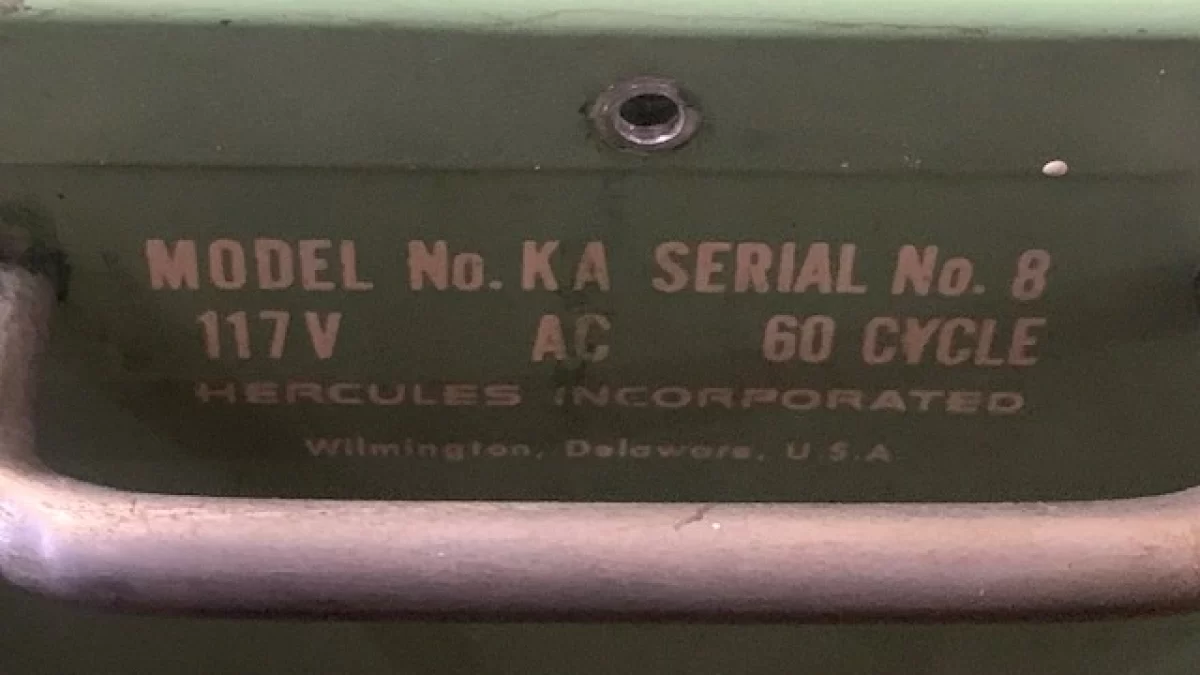 MODEL No. KA SERIAL No. 8
117V AC 60 CYCLE
HERCULES INCORPORATED
Wilmington, Delaware, U.S.A